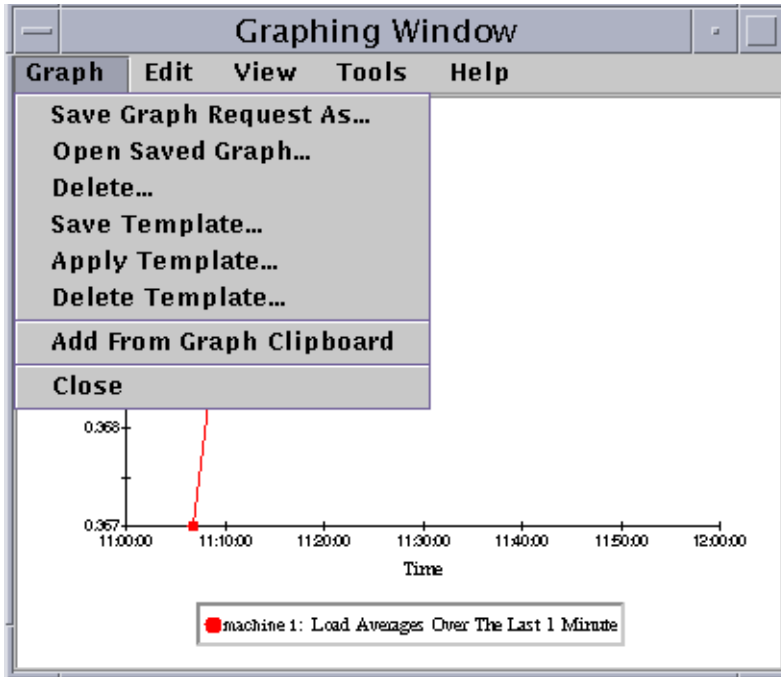 Graphing Window
Graph Edit View Tools Help
Save Graph Request As...
Open Saved Graph...
Delete...
Save Template...
Apply Template...
Delete Template...
Add From Graph Clipboard
Close
0.368
0.367
11:00:00 11:10:00 11:20:00 11:30:00 11:40:00 11:50:00 12:00:00
Time
machine 1: Load Averages Over The Last 1 Minute